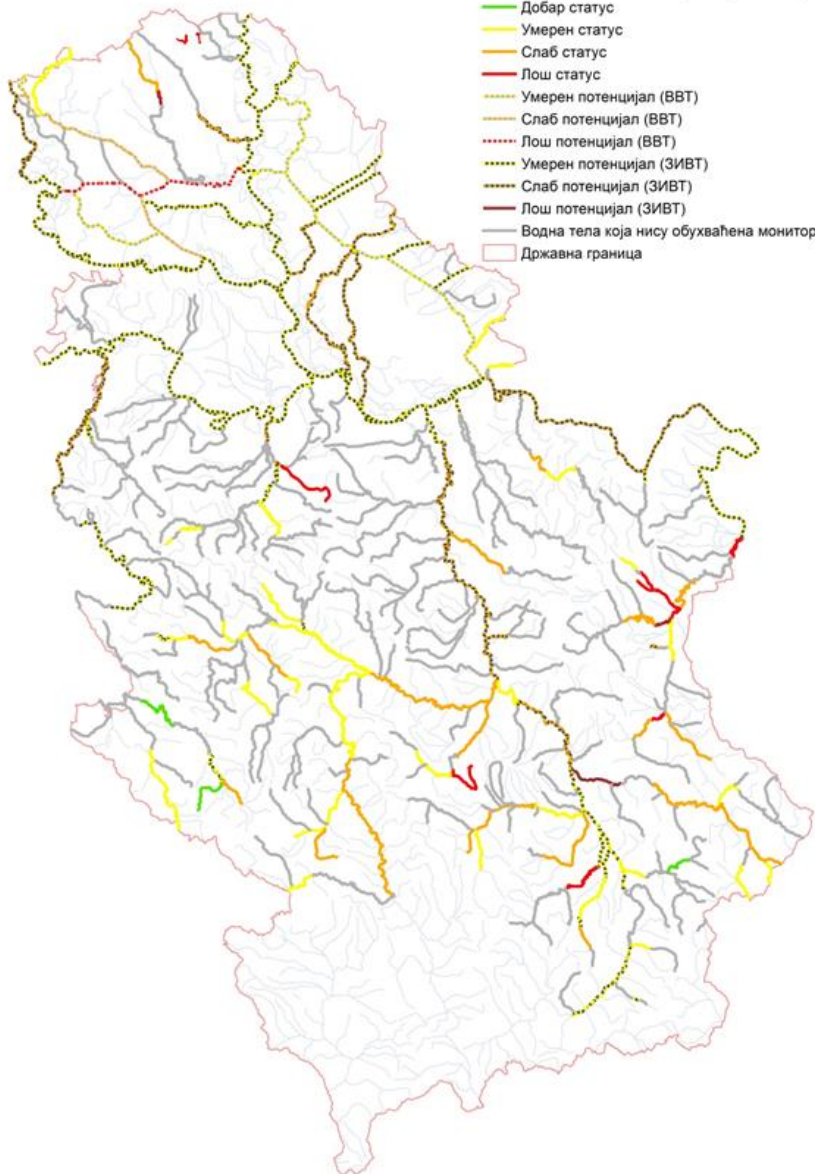 Добар статус
Умерен статус
Слаб статус
Лош статус
Умерен потенцијал (ВВТ)
Слаб потенцијал (ВВТ)
Лош потенцијал (ВВТ)
Умерен потенцијал (ЗИВТ)
Слаб потенцијал (ЗИВТ)
Лош потенцијал (ЗИВТ)
Водна тела која нису обухваћена монитор
Државна граница